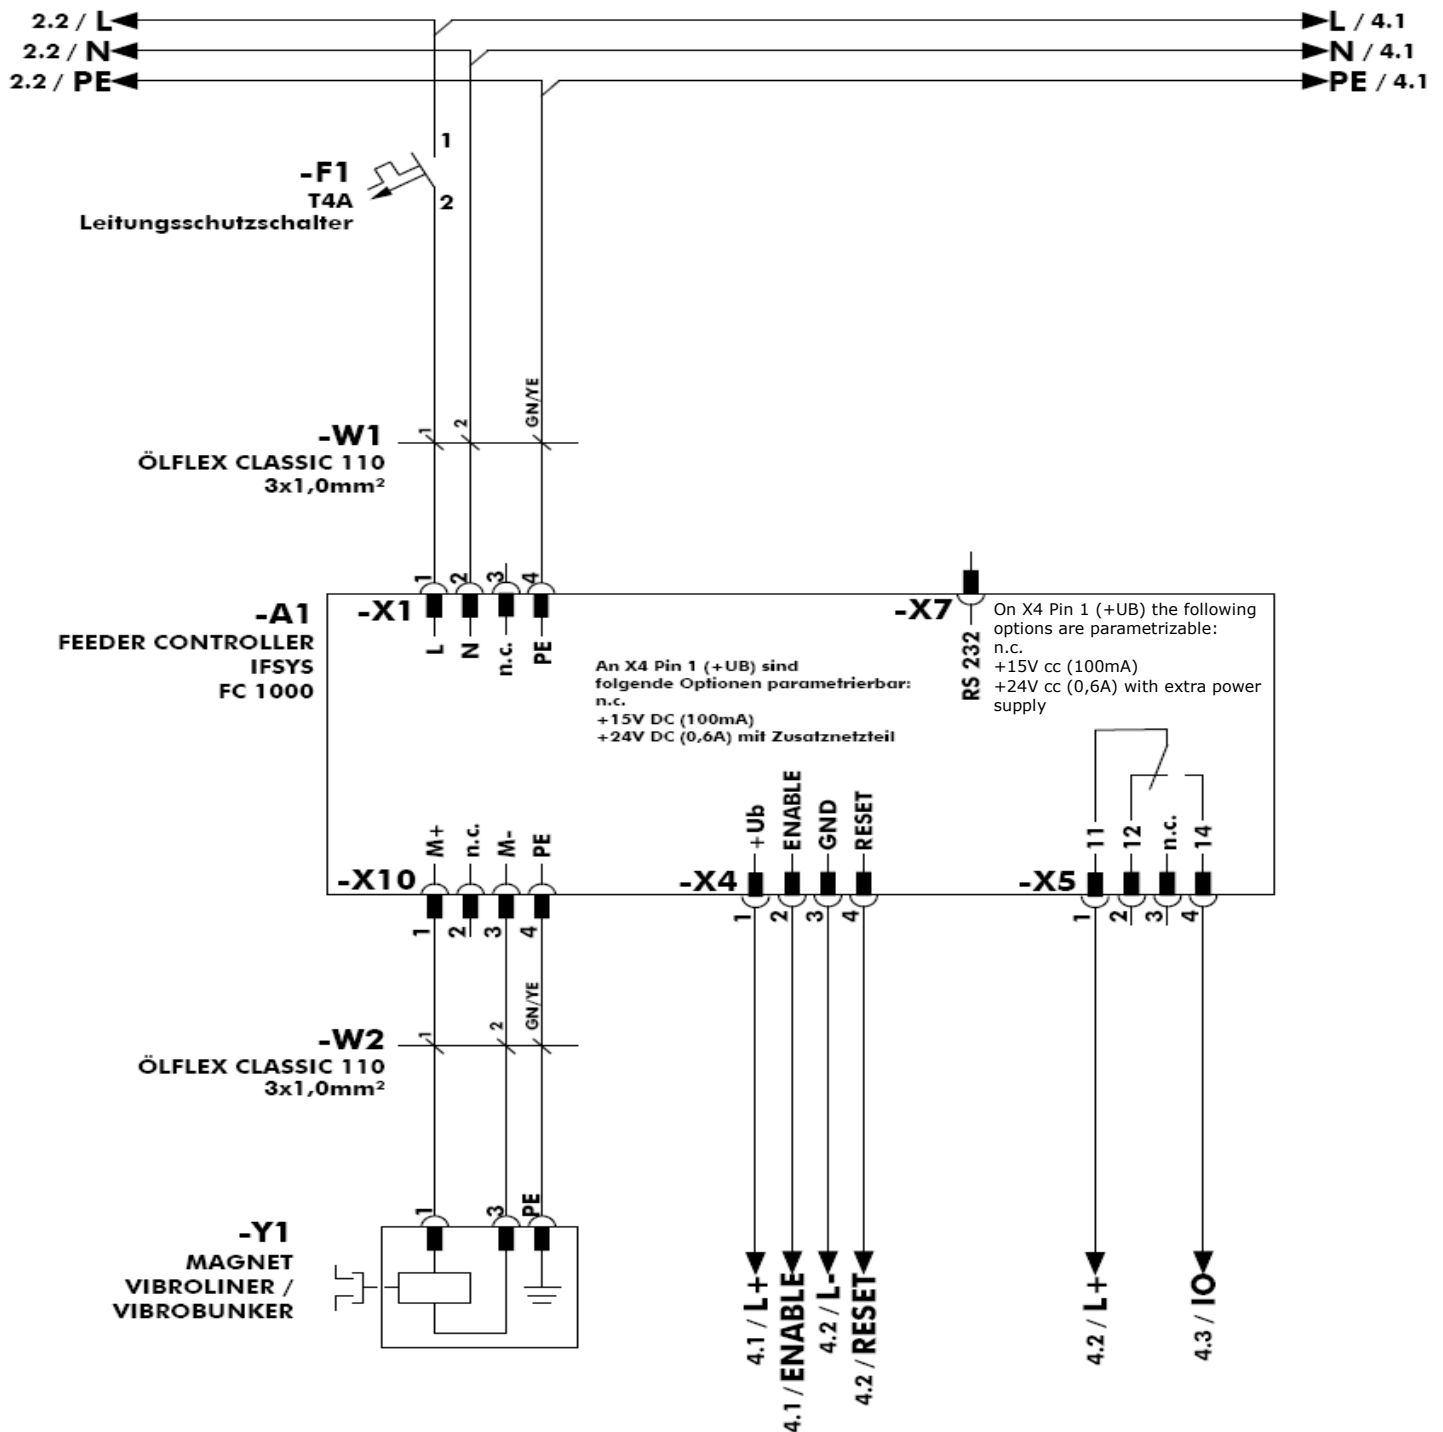 2.2 / L
L / 4.1
2.2 / N
N / 4.1
2.2 / PE
PE / 4.1
1
-F1
T4A
2
Leitungsschutzschalter
1
2
GN/YE
-W1
ÖLFLEX CLASSIC 110
3x1,0mm²
1
2
3
4
-A1
FEEDER CONTROLLER
IFSYS
FC 1000
-X1
L
N
n.c.
PE
-X7
RS 232
An X4 Pin 1 (+UB) sind
folgende Optionen parametrierbar:
n.c.
+15V DC (100mA)
+24V DC (0,6A) mit Zusatznetzteil
On X4 Pin 1 (+UB) the following
options are parametrizable:
n.c.
+15V cc (100mA)
+24V cc (0,6A) with extra power
supply
M+
n.c.
M-
PE
-X10
1
2
3
4
+Ub
ENABLE
GND
RESET
-X4
1
2
3
4
11
12
n.c.
14
-X5
1
2
3
4
1
2
GN/YE
-W2
ÖLFLEX CLASSIC 110
3x1,0mm²
1
3
PE
-Y1
MAGNET
VIBROLINER /
VIBROBUNKER
4.1 / L+
4.1 / ENABLE
4.2 / L-
4.2 / RESET
4.2 / L+
4.3 / IO